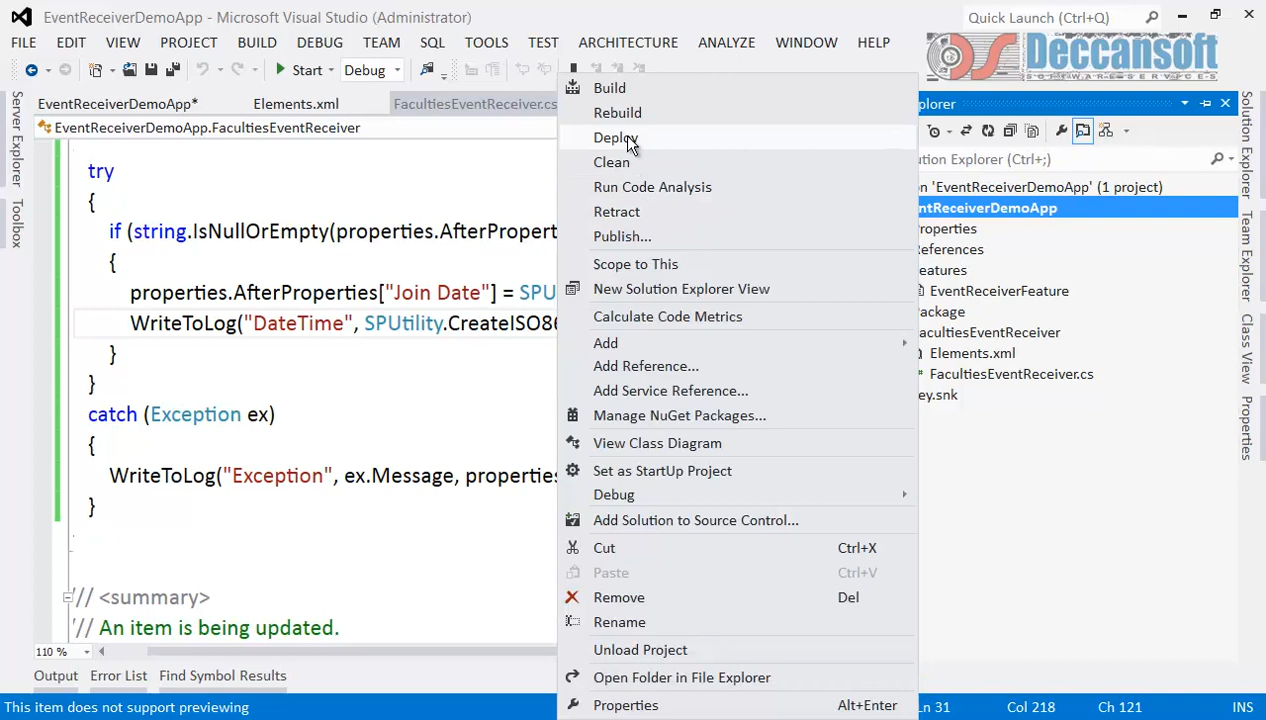 EventReceiverDemoApp - Microsoft Visual Studio (Administrator)
Quick Launch (Ctrl+Q)
FILE EDIT VIEW PROJECT BUILD DEBUG TEAM SQL TOOLS TEST ARCHITECTURE ANALYZE WINDOW HELP
Deccansoft
SOFTWARE SERVICES
Start Debug
EventReceiverDemoApp* Elements.xml FacultiesEventReceiver.cs
EventReceiverDemoApp.FacultiesEventReceiver
Server Explorer
Toolbox
try
{
if (string.IsNullOrEmpty(properties.AfterPropert
{
properties.AfterProperties["Join Date"] = SPU
WriteToLog("DateTime", SPUtility.CreateISO86
}
}
catch (Exception ex)
{
WriteToLog("Exception", ex.Message, properties
}
/// <summary>
// An item is being updated.
110 %
Output Error List Find Symbol Results
This item does not support previewing
Build
Rebuild
Deploy
Clean
Run Code Analysis
Retract
Publish...
Scope to This
New Solution Explorer View
Calculate Code Metrics
Add
Add Reference...
Add Service Reference...
Manage NuGet Packages...
View Class Diagram
Set as StartUp Project
Debug
Add Solution to Source Control...
Cut Ctrl+X
Paste Ctrl+V
Remove Del
Rename
Unload Project
Open Folder in File Explorer
Properties Alt+Enter
plorer
ution Explorer (Ctrl+;)
n 'EventReceiverDemoApp' (1 project)
ntReceiverDemoApp
roperties
eferences
eatures
EventReceiverFeature
ackage
acultiesEventReceiver
Elements.xml
FacultiesEventReceiver.cs
ey.snk
Solution Explorer
Team Explorer
Class View
Properties
Ln 31 Col 218 Ch 121 INS